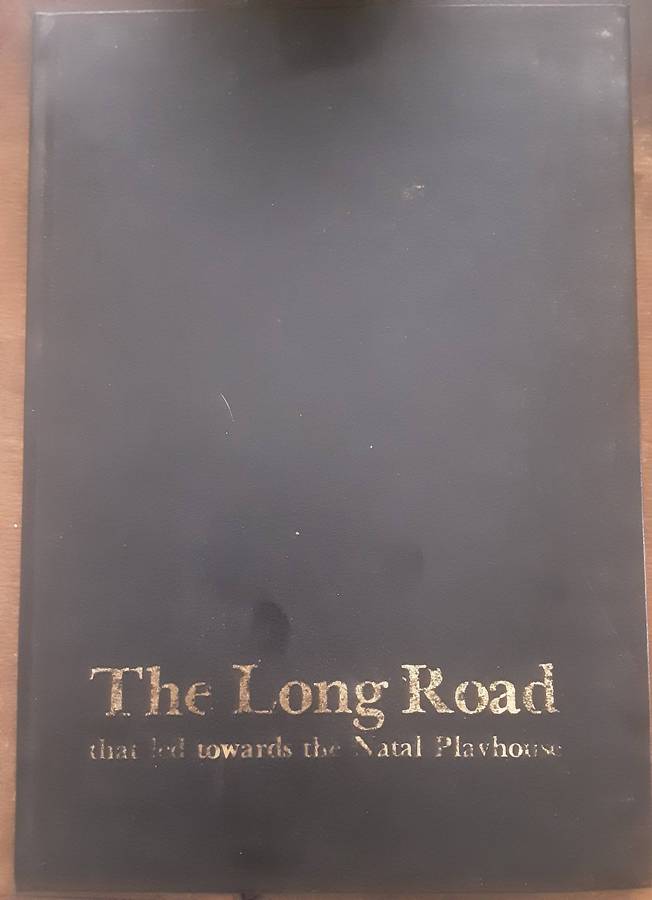 The Long Road
that led towards the Natal Playhouse